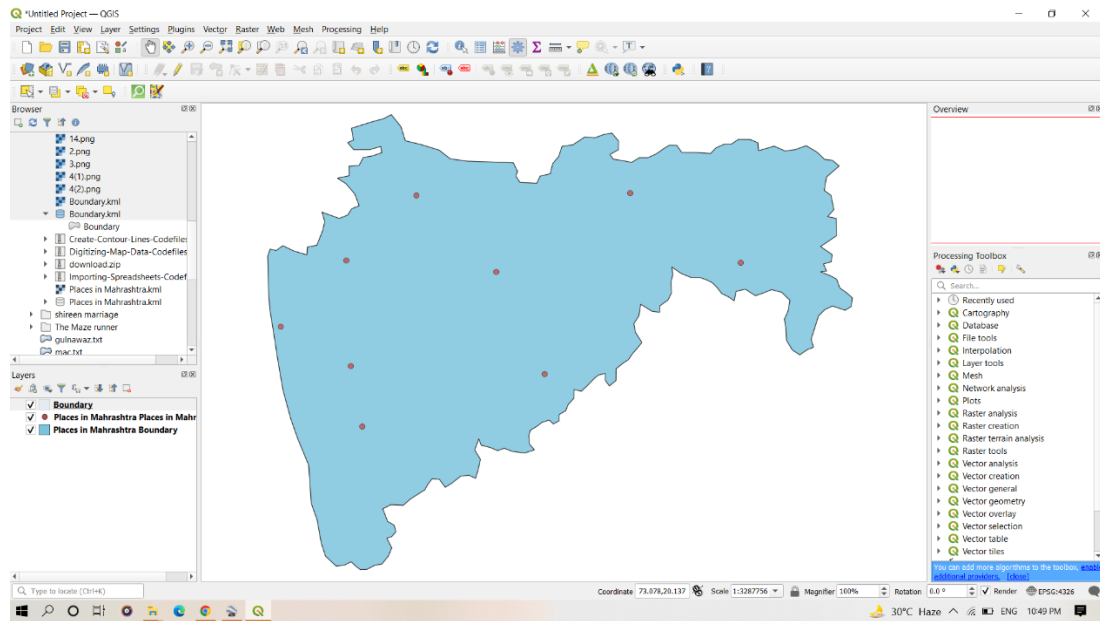 *Untitled Project — QGIS
Project Edit View Layer Settings Plugins Vector Raster Web Mesh Processing Help
Browser
14.png
2.png
3.png
4(1).png
4(2).png
Boundary.kml
Boundary.kml
Boundary
Create-Contour-Lines-Codefiles
Digitizing-Map-Data-Codefiles
download.zip
Importing-Spreadsheets-Codef
Places in Mahrashtra.kml
Places in Mahrashtra.kml
shireen marriage
The Maze runner
gulnawaz.txt
mac.txt
Layers
Boundary
Places in Mahrashtra Places in Mahr
Places in Mahrashtra Boundary
Overview
Processing Toolbox
Search...
Recently used
Cartography
Database
File tools
Interpolation
Layer tools
Mesh
Network analysis
Plots
Raster analysis
Raster creation
Raster terrain analysis
Raster tools
Vector analysis
Vector creation
Vector general
Vector geometry
Vector overlay
Vector selection
Vector table
Vector tiles
You can add more algorithms to the toolbox, enable
additional providers. [close]
Type to locate (Ctrl+K)
Coordinate 73.078,20.137 Scale 1:3287756 Magnifier 100% Rotation 0.0 ° Render EPSG:4326
30°C Haze ENG 10:49 PM